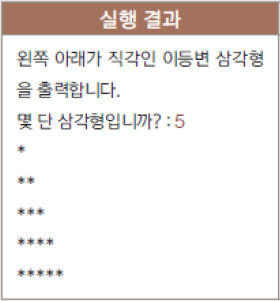 실행 결과
왼쪽 아래가 직각인 이등변 삼각형
을 출력합니다.
몇 단 삼각형입니까? : 5
*
**
***
****
*****